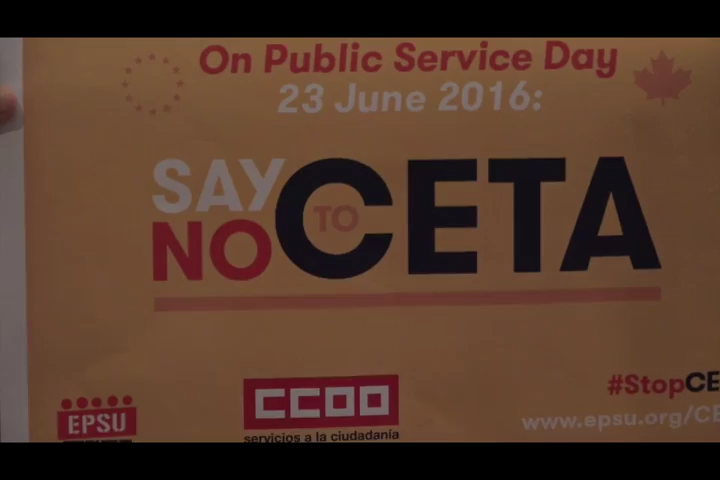 On Public Service Day
23 June 2016:
SAY
NO TO CETA
#StopCE
EPSU
CCOO
servicios a la ciudadanía
www.epsu.org/CE